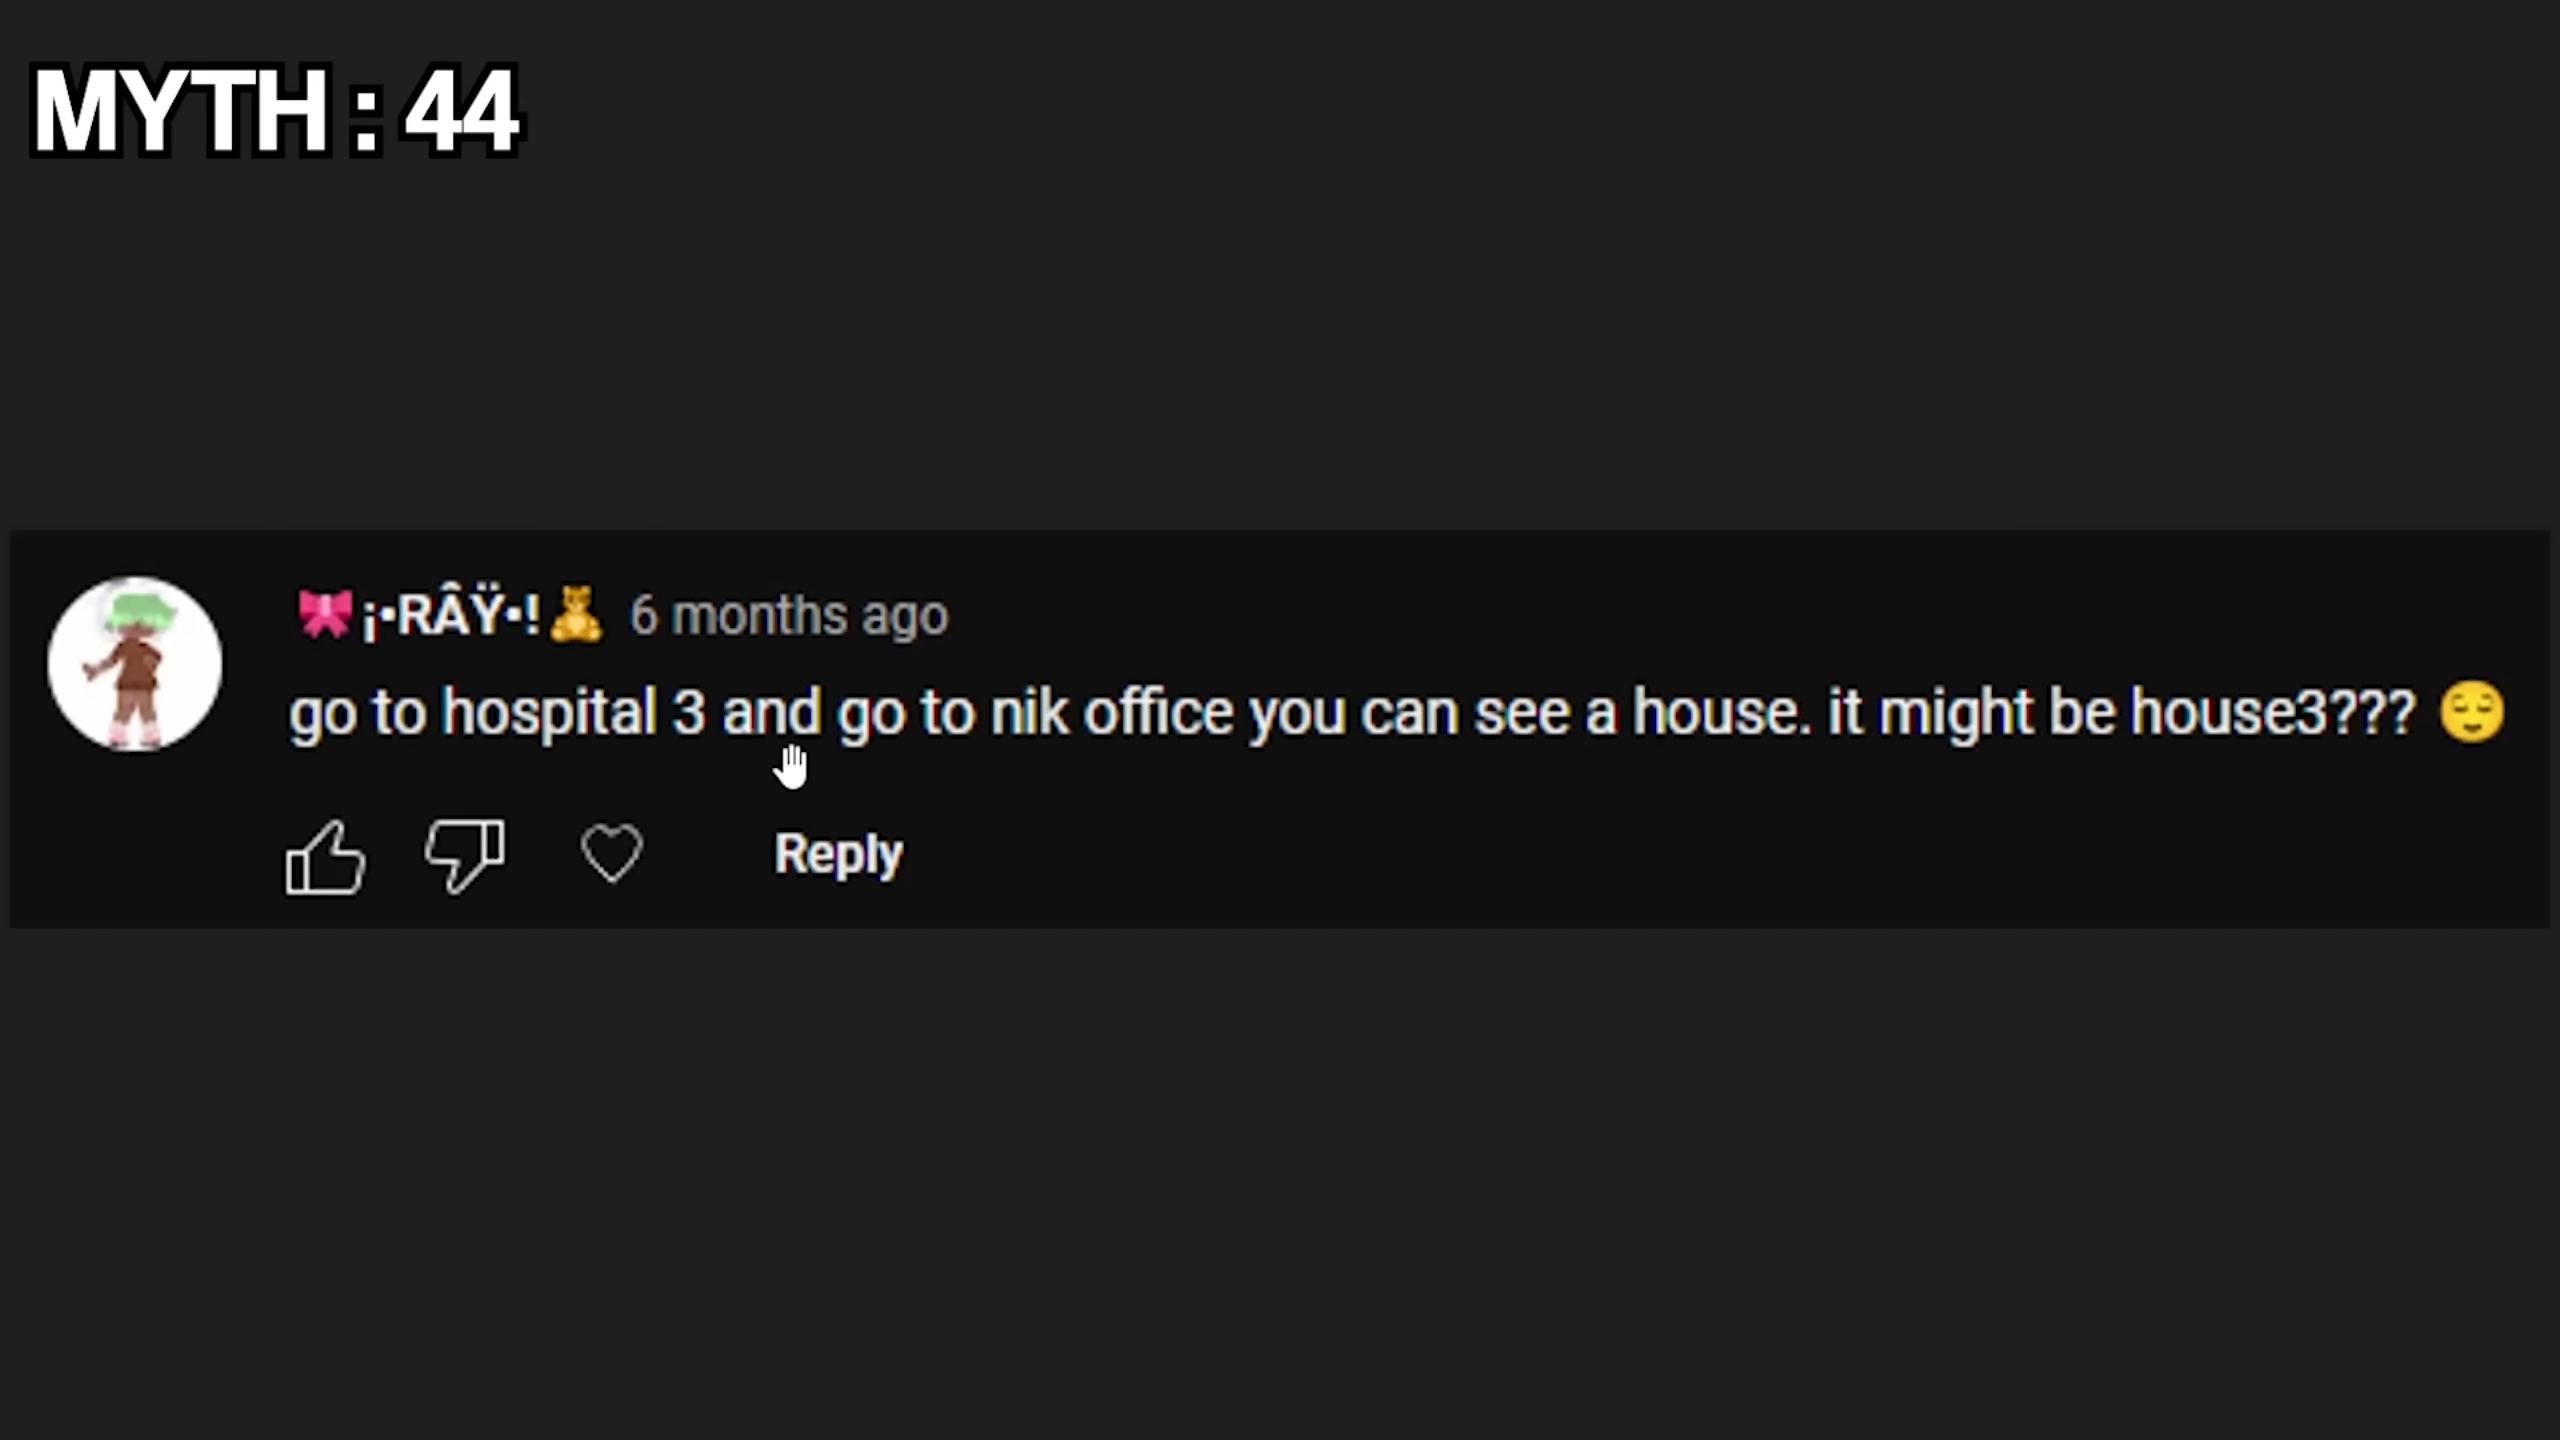 MYTH : 44
🎀¡•RÂŸ•!🧸 6 months ago
go to hospital 3 and go to nik office you can see a house. it might be house3??? 😌
Reply